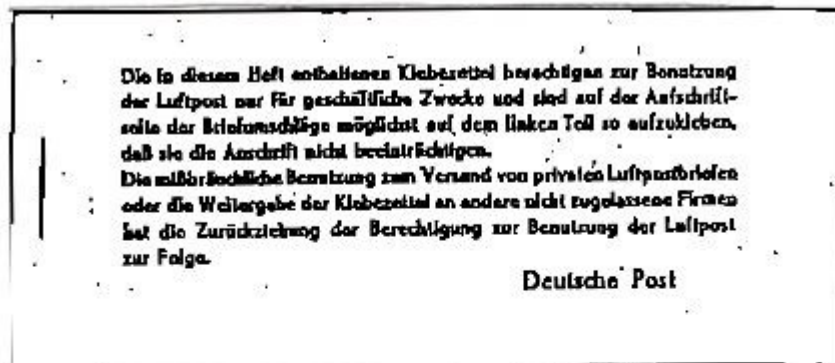 Die in diesem Heft enthaltenen Klebezettel berechtigen zur Benutzung
der Luftpost nur für geschäftliche Zwecke und sind auf der Aufschrift-
seite der Briefumschläge möglichst auf dem linken Teil so aufzukleben,
daß sie die Anschrift nicht beeinträchtigen.
Die mißbräuchliche Benutzung zum Versand von privaten Luftpostbriefen
oder die Weitergabe der Klebezettel an andere nicht zugelassene Firmen
hat die Zurückziehung der Berechtigung zur Benutzung der Luftpost
zur Folge.
Deutsche Post